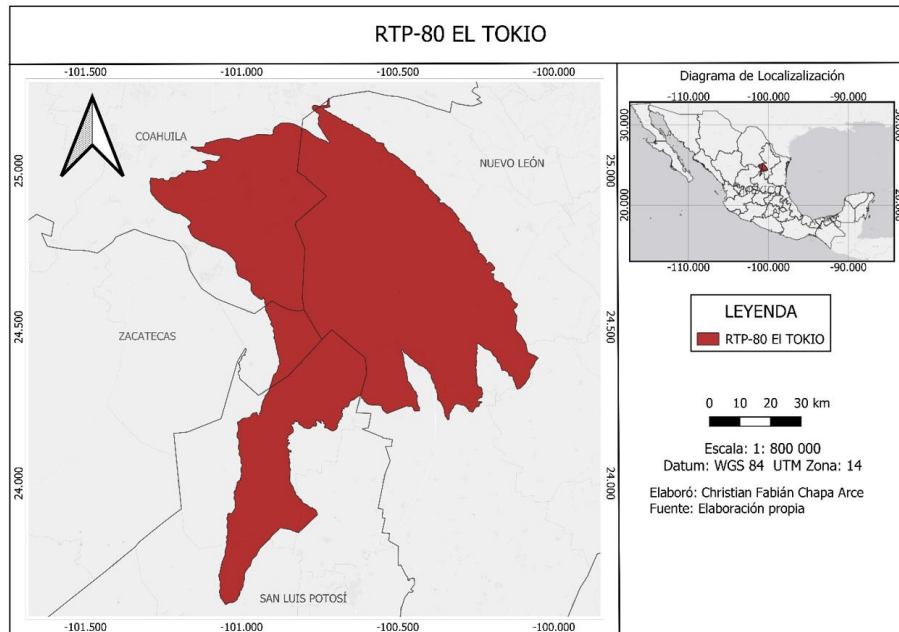 RTP-80 EL TOKIO
-101.500 -101.000 -100.500 -100.000
COAHUILA
NUEVO LEÓN
ZACATECAS
SAN LUIS POTOSÍ
25.000
24.500
24.000
25.000
24.500
24.000
-101.500 -101.000 -100.500 -100.000
Diagrama de Localizalización
-110.000 -100.000 -90.000
30.000
20.000
-110.000 -100.000 -90.000
LEYENDA
RTP-80 El TOKIO
0 10 20 30 km
Escala: 1: 800 000
Datum: WGS 84 UTM Zona: 14
Elaboró: Christian Fabián Chapa Arce
Fuente: Elaboración propia